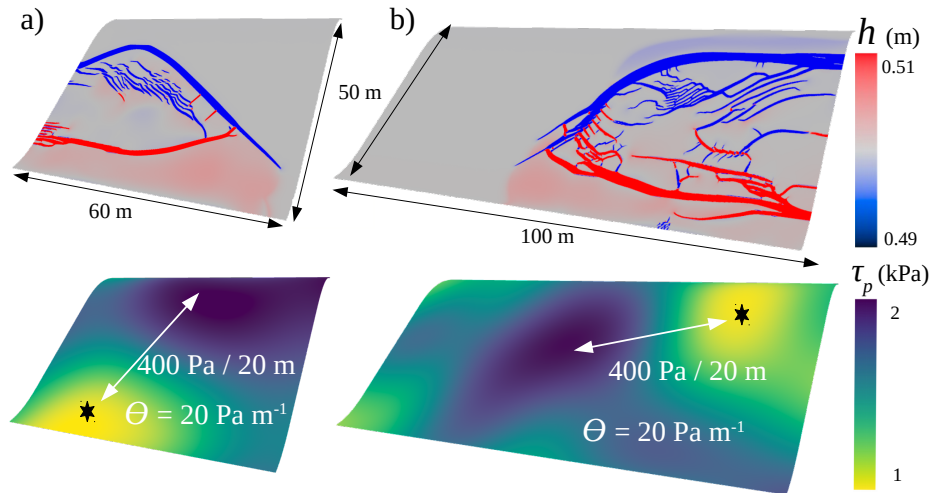 a)
b)
h (m)
0.51
50 m
60 m
100 m
0.49
τp (kPa)
2
400 Pa / 20 m
400 Pa / 20 m
Θ = 20 Pa m-1
Θ = 20 Pa m-1
1